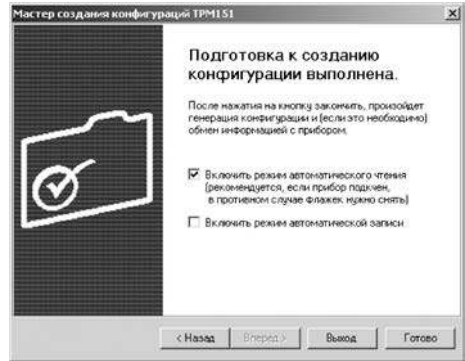 Мастер создания конфигураций ТРМ151
Подготовка к созданию
конфигурации выполнена.
После нажатия на кнопку закончить, произойдет
генерация конфигурации и (если это необходимо)
обмен информацией с прибором.
Включить режим автоматического чтения
(рекомендуется, если прибор подкчен,
в противном случае флажек нужно снять)
Включить режим автоматической записи
< Назад
Вперед >
Выход
Готово